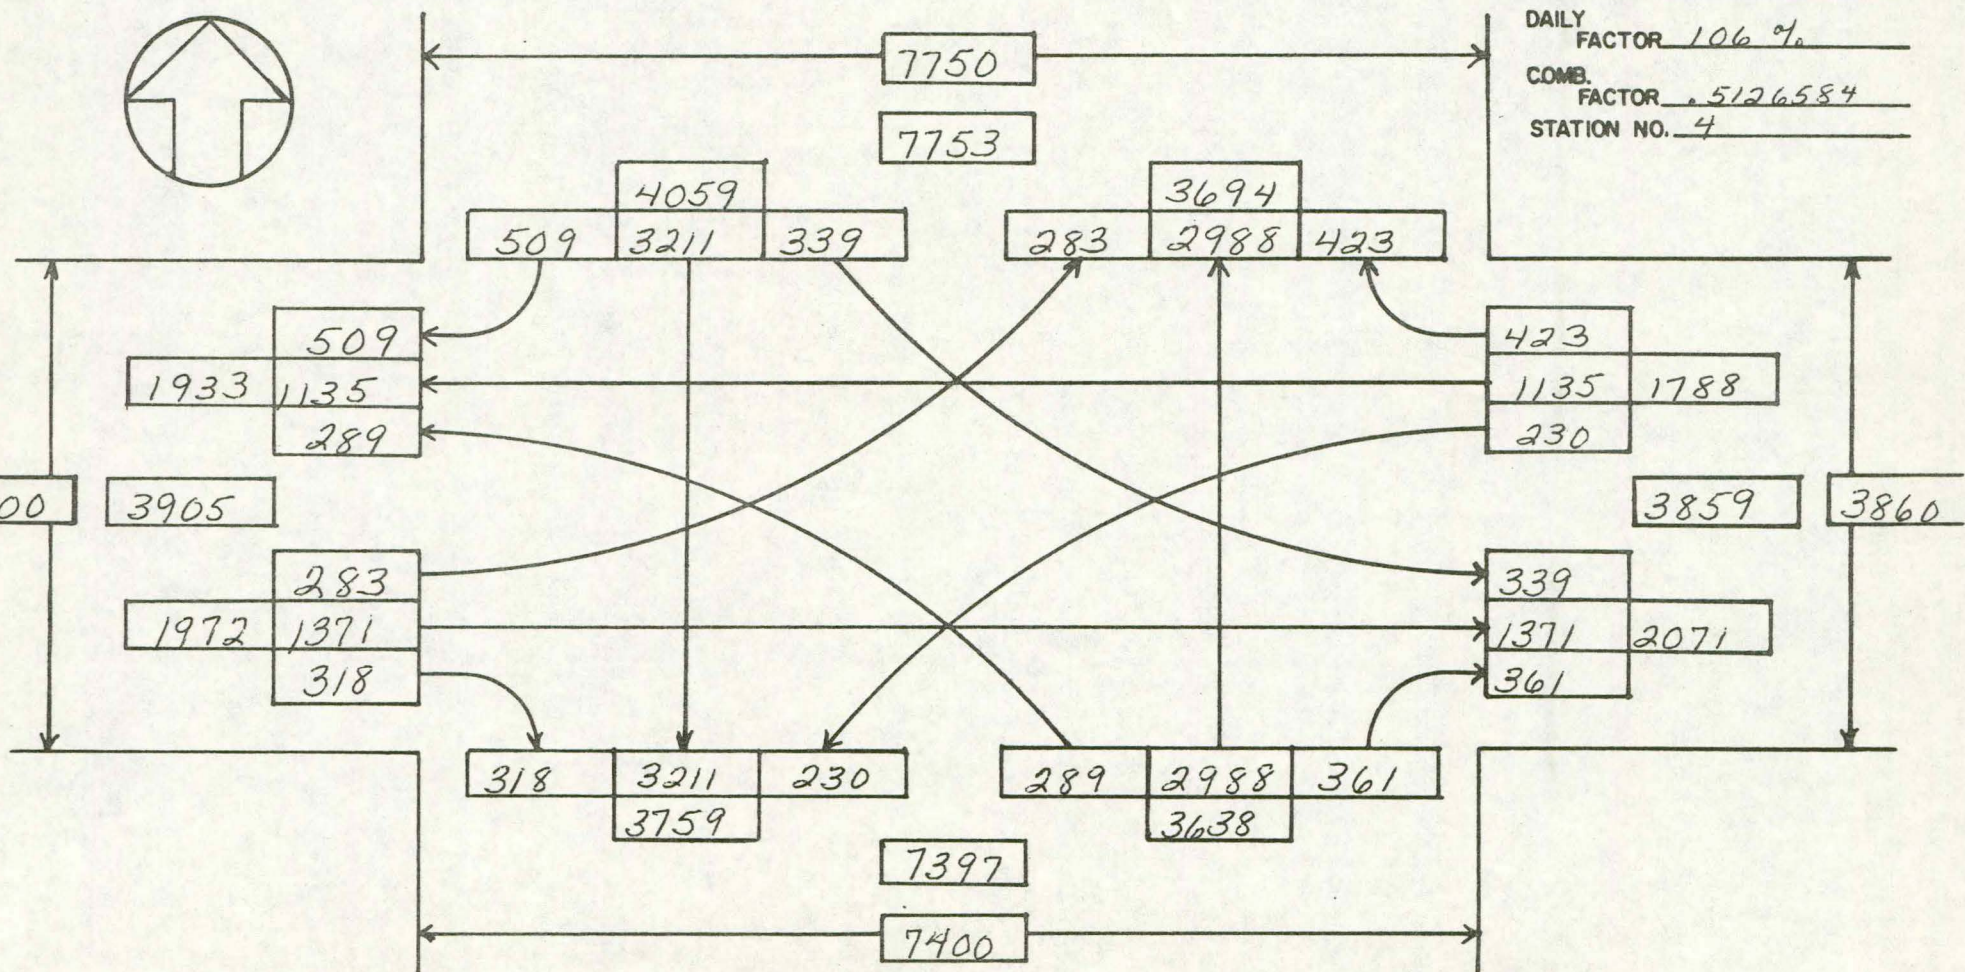 DAILY
FACTOR 106 %
COMB.
FACTOR .5126584
STATION NO. 4
7750
7753
4059
509 3211 339
3694
283 2988 423
509
1933 1135
289
423
1135 1788
230
00 3905
3859 3860
283
1972 1371
318
339
1371 2071
361
318 3211 230
3759
289 2988 361
3638
7397
7400